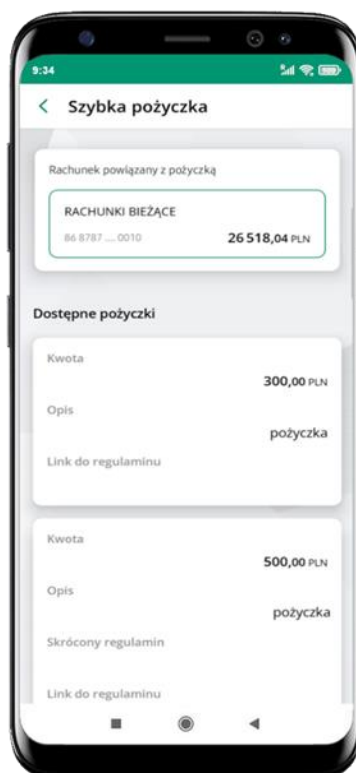 9:34
Szybka pożyczka
Rachunek powiązany z pożyczką
RACHUNKI BIEŻĄCE
86 8787 ... 0010 26 518,04 PLN
Dostępne pożyczki
Kwota
300,00 PLN
Opis
pożyczka
Link do regulaminu
Kwota
500,00 PLN
Opis
pożyczka
Skrócony regulamin
Link do regulaminu